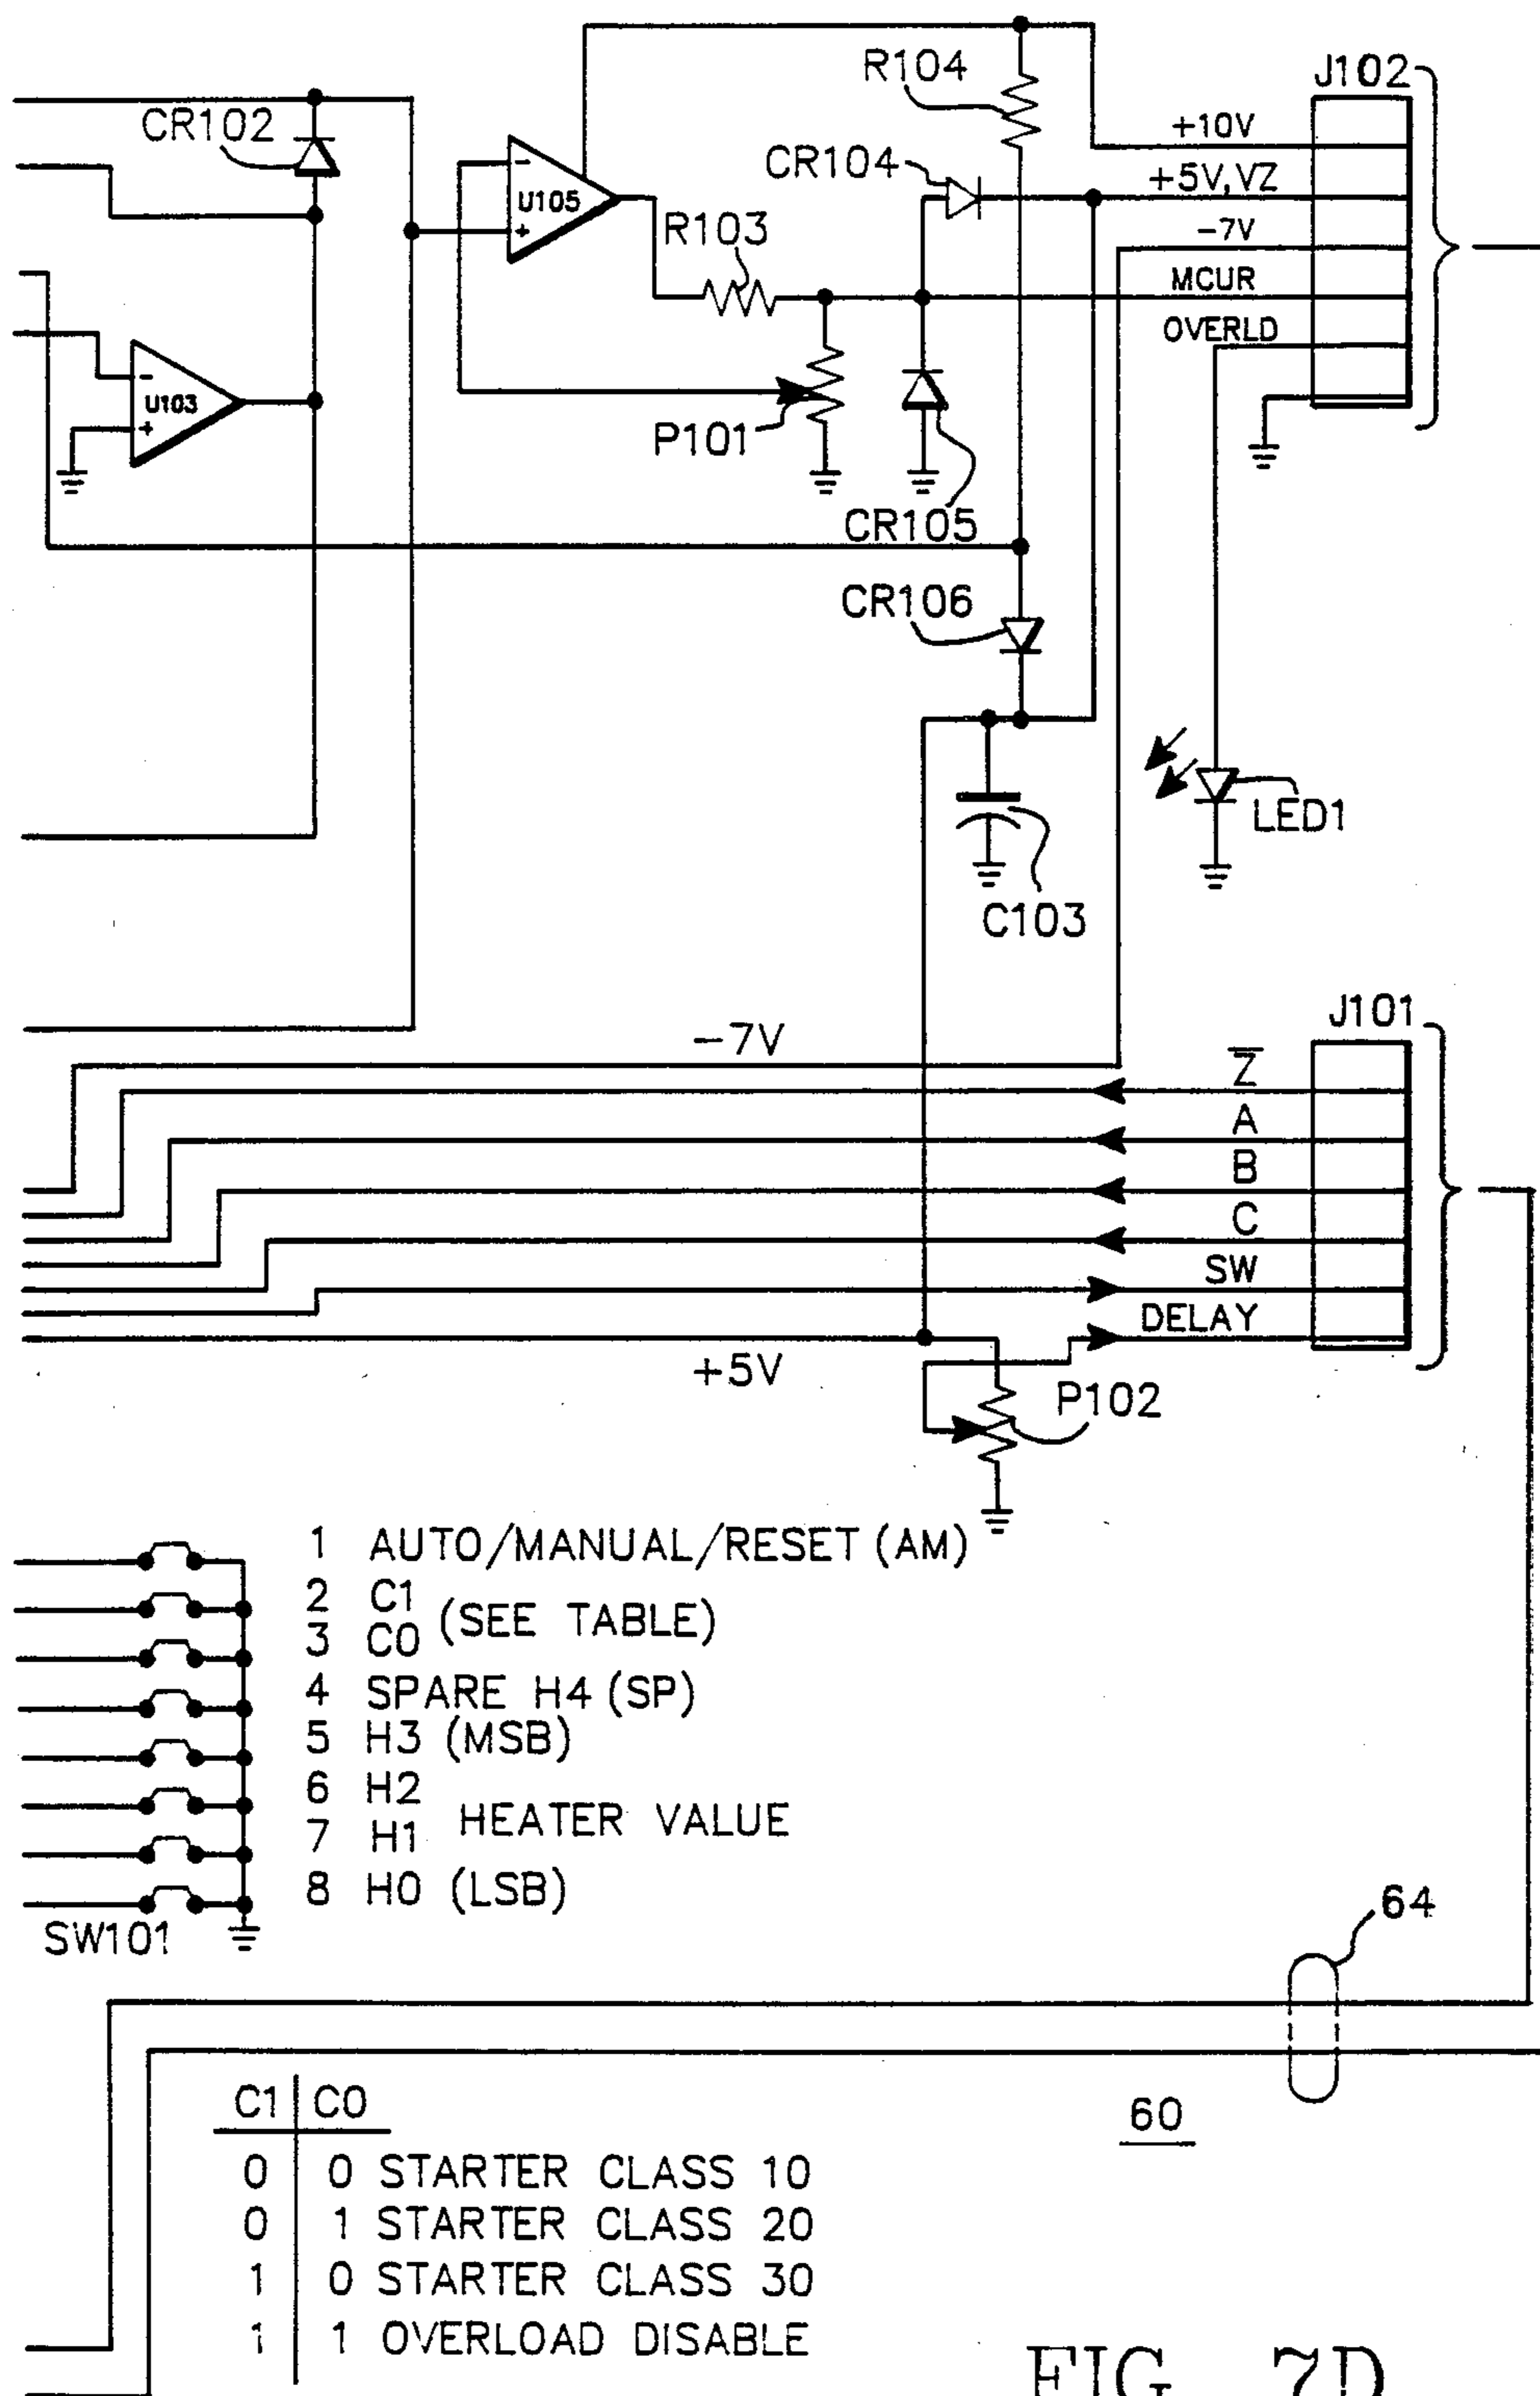 R104
J102
CR102
+10V
CR104
+5V,VZ
-
U105
+
R103
-7V
MCUR
OVERLD
-
U103
+
P101
CR105
CR106
LED1
C103
J101
-7V
Z̅
A
B
C
SW
DELAY
+5V
P102
1 AUTO/MANUAL/RESET (AM)
2 C1
(SEE TABLE)
3 C0
4 SPARE H4 (SP)
5 H3 (MSB)
6 H2
HEATER VALUE
7 H1
8 H0 (LSB)
SW101
64
C1 C0
60
0 0 STARTER CLASS 10
0 1 STARTER CLASS 20
1 0 STARTER CLASS 30
1 1 OVERLOAD DISABLE
FIG. 7D